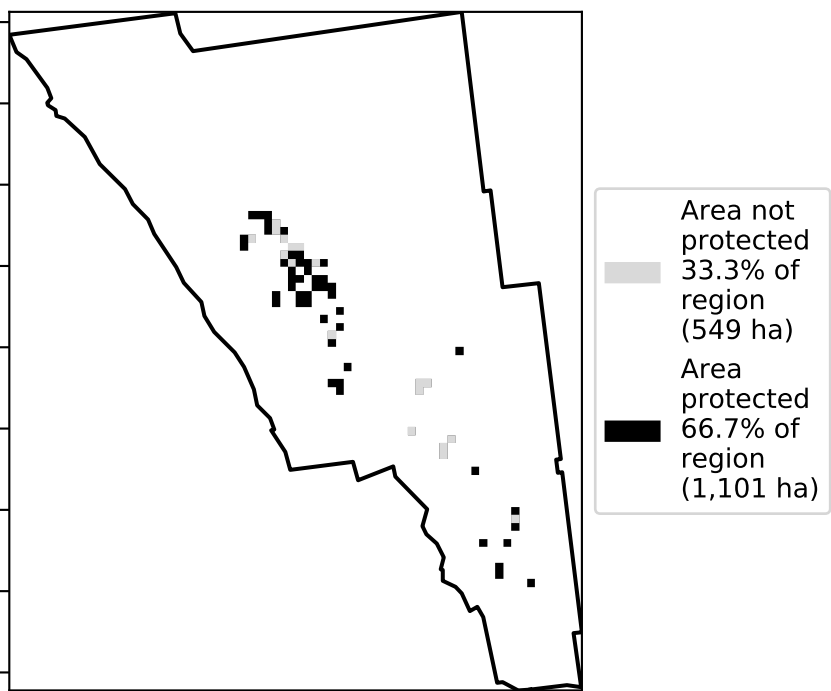 Area not
protected
33.3% of
region
(549 ha)
Area
protected
66.7% of
region
(1,101 ha)